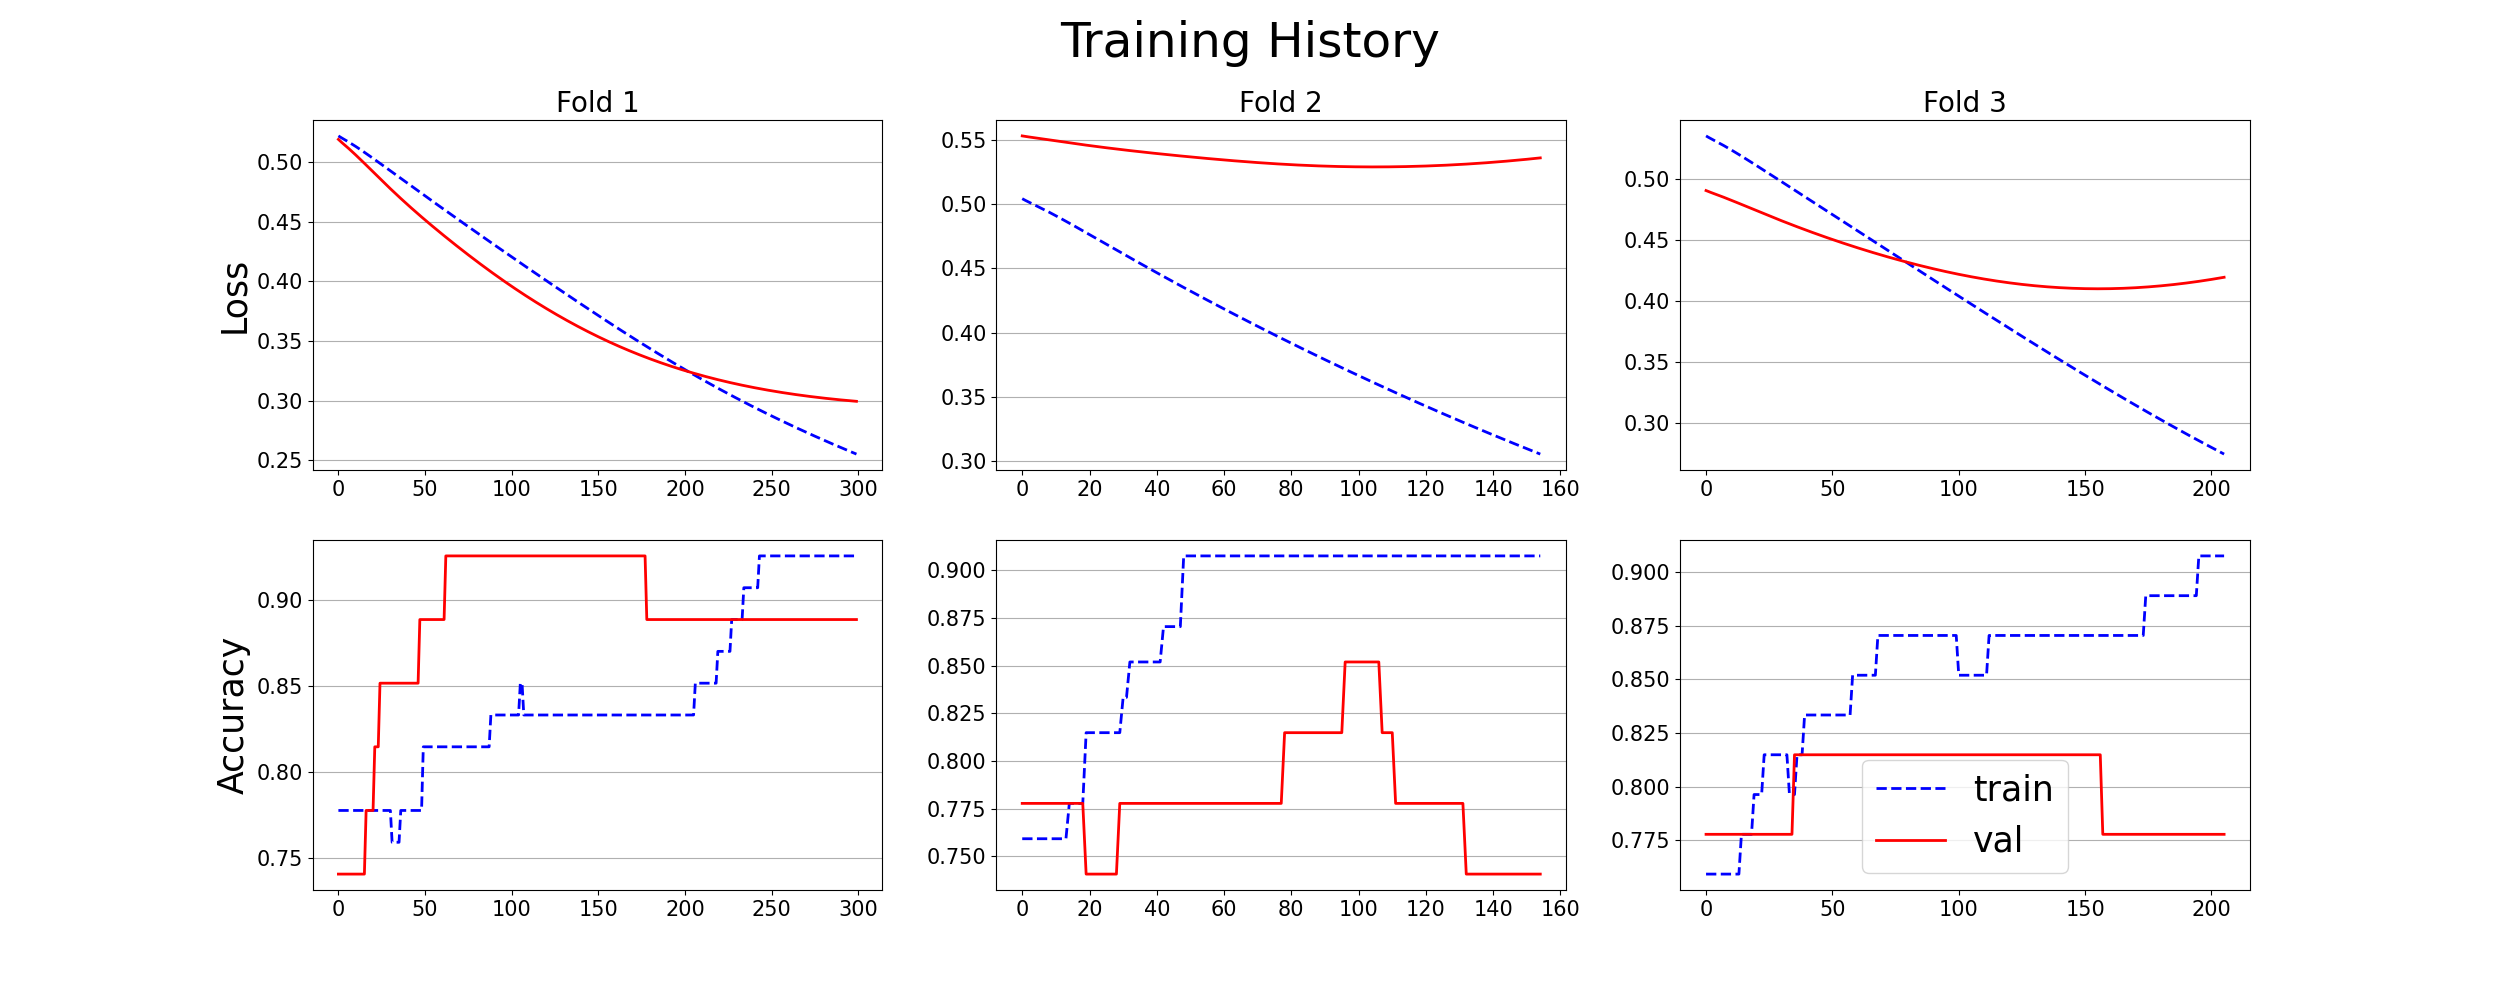 Training History
Fold 1
Fold 2
Fold 3
Loss
0.50
0.45
0.40
0.35
0.30
0.25
0 50 100 150 200 250 300
0.55
0.50
0.45
0.40
0.35
0.30
0 20 40 60 80 100 120 140 160
0.50
0.45
0.40
0.35
0.30
0 50 100 150 200
Accuracy
0.90
0.85
0.80
0.75
0 50 100 150 200 250 300
0.900
0.875
0.850
0.825
0.800
0.775
0.750
0 20 40 60 80 100 120 140 160
0.900
0.875
0.850
0.825
0.800
0.775
0 50 100 150 200
train
val